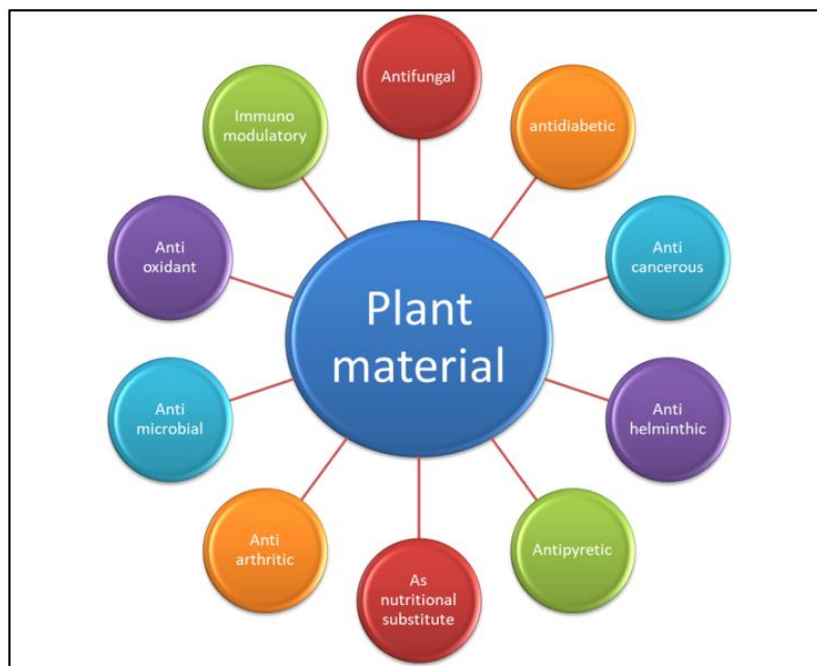 Plant
material
Antifungal
antidiabetic
Anti
cancerous
Anti
helminthic
Antipyretic
As
nutritional
substitute
Anti
arthritic
Anti
microbial
Anti
oxidant
Immuno
modulatory